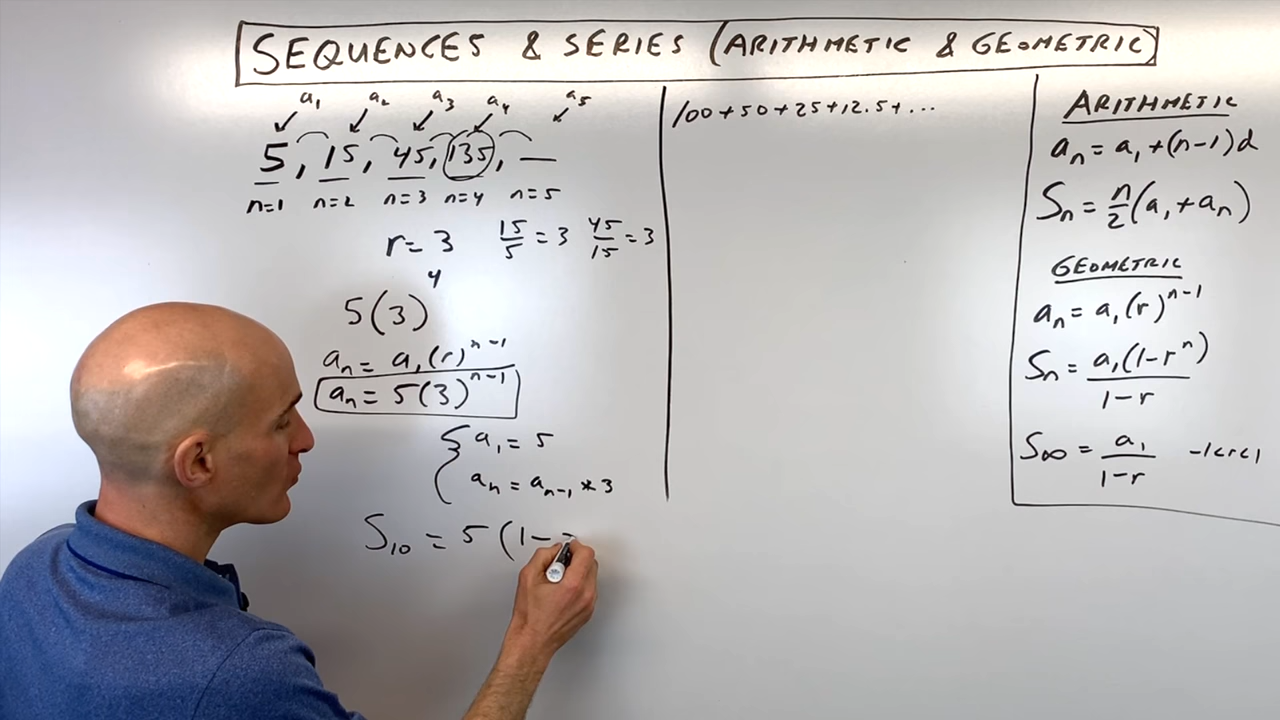 SEQUENCES & SERIES (ARITHMETIC & GEOMETRIC)
a₁ a₂ a₃ a₄ a₅
5, 15, 45, 135, __
n=1 n=2 n=3 n=4 n=5
r=3 15/5=3 45/15=3
5(3)⁴
aₙ=a₁(r)ⁿ⁻¹
aₙ=5(3)ⁿ⁻¹
a₁=5
aₙ=aₙ₋₁*3
S₁₀=5(1-
100+50+25+12.5+...
ARITHMETIC
aₙ=a₁+(n-1)d
Sₙ=n/2(a₁+aₙ)
GEOMETRIC
aₙ=a₁(r)ⁿ⁻¹
Sₙ=a₁(1-rⁿ)/1-r
S∞=a₁/1-r -1<r<1